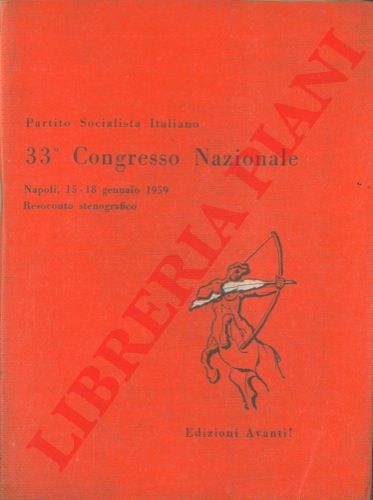 Partito Socialista Italiano
33° Congresso Nazionale
Napoli, 15-18 gennaio 1959
Resoconto stenografico
Edizioni Avanti!
LIBRERIA PIANI